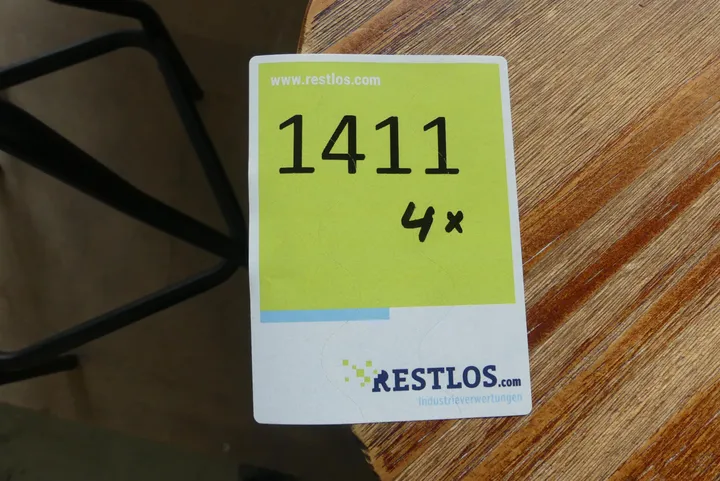 www.restlos.com
1411
4x
RESTLOS.com
Industrieverwertungen